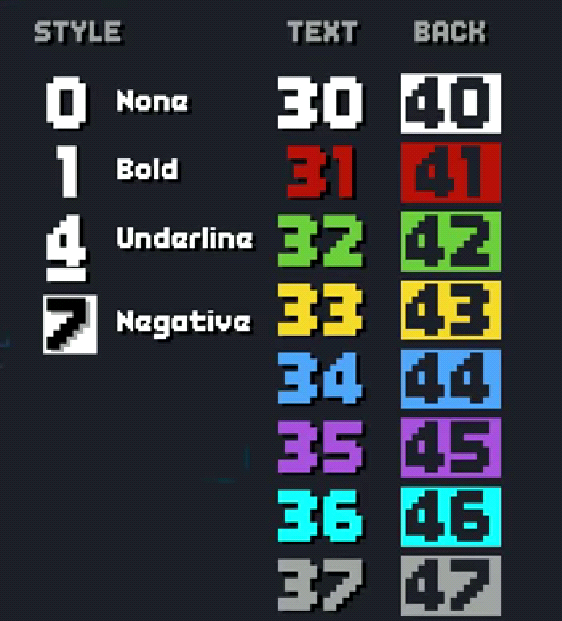 STYLE TEXT BACK
0 None 30 40
1 Bold 31 41
4 Underline 32 42
7 Negative 33 43
34 44
35 45
36 46
37 47